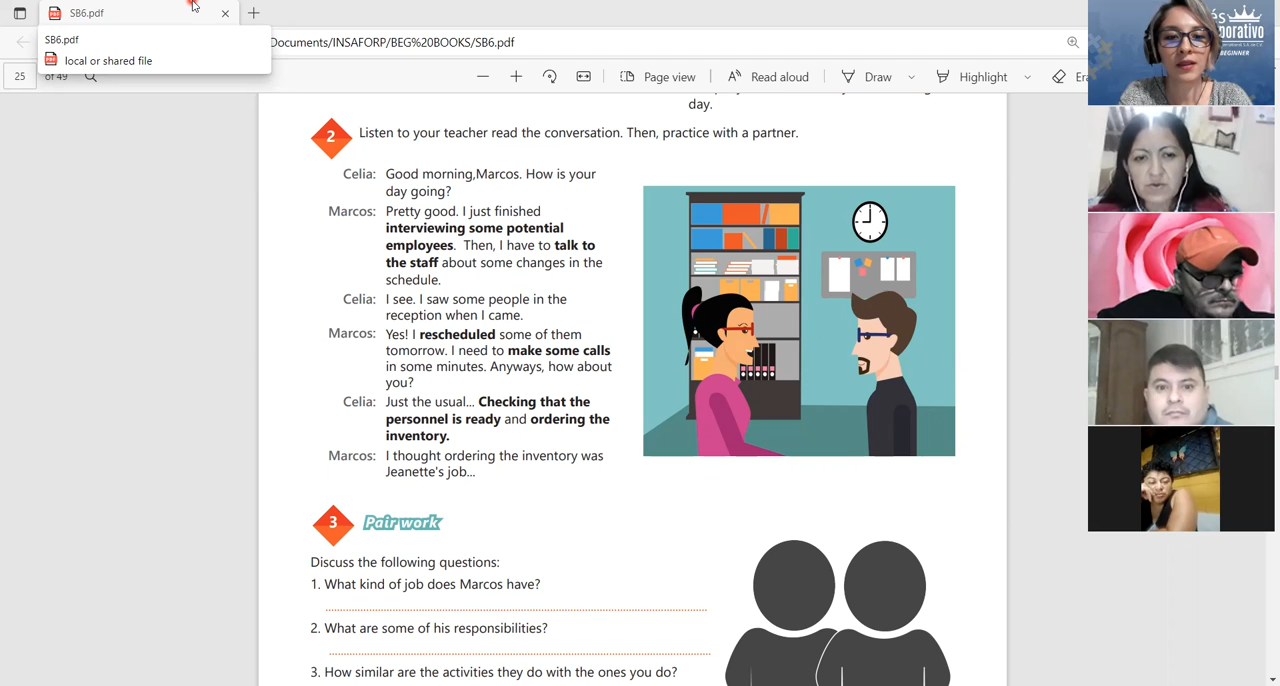 SB6.pdf
SB6.pdf
local or shared file
Documents/INSAFORP/BEG%20BOOKS/SB6.pdf
25 of 49
Page view
Read aloud
Draw
Highlight
day.
2 Listen to your teacher read the conversation. Then, practice with a partner.
Celia: Good morning,Marcos. How is your
day going?
Marcos: Pretty good. I just finished
interviewing some potential
employees. Then, I have to talk to
the staff about some changes in the
schedule.
Celia: I see. I saw some people in the
reception when I came.
Marcos: Yes! I rescheduled some of them
tomorrow. I need to make some calls
in some minutes. Anyways, how about
you?
Celia: Just the usual... Checking that the
personnel is ready and ordering the
inventory.
Marcos: I thought ordering the inventory was
Jeanette's job...
3 Pair work
Discuss the following questions:
1. What kind of job does Marcos have?
2. What are some of his responsibilities?
3. How similar are the activities they do with the ones you do?
BEGINNER